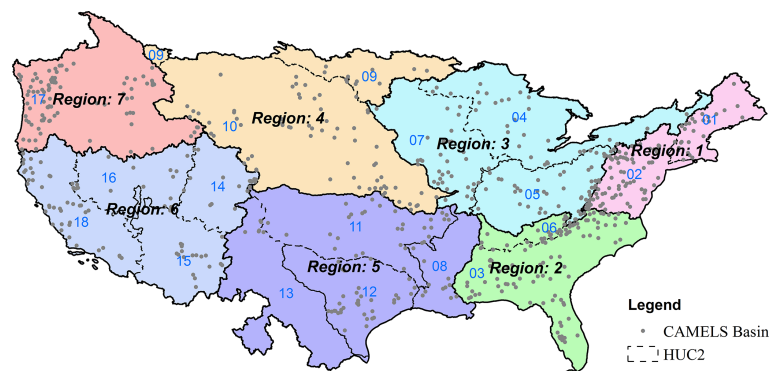 09
09
17
Region: 7
10
Region: 4
04
07
Region: 3
01
Region: 1
02
16
14
05
Region: 6
18
15
11
06
Region: 5
08
03
Region: 2
13
12
Legend
CAMELS Basin
HUC2